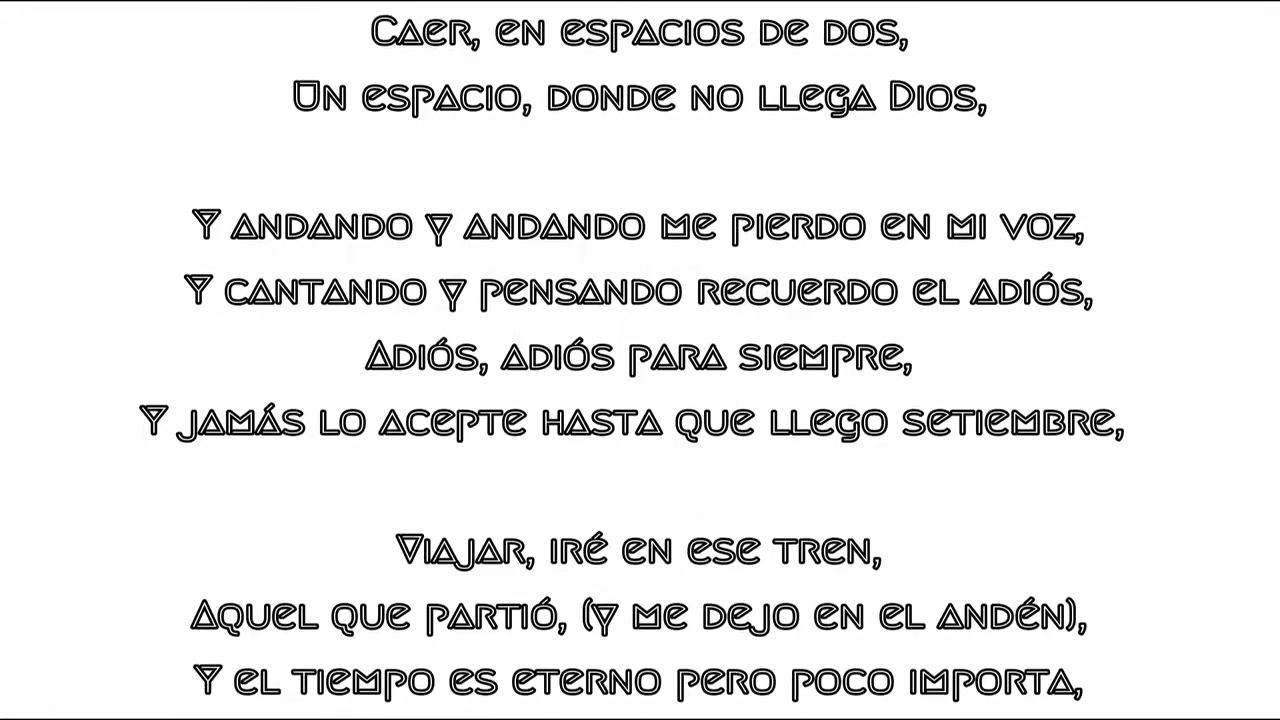 Caer, en espacios de dos,
Un espacio, donde no llega Dios,
Y andando y andando me pierdo en mi voz,
Y cantando y pensando recuerdo el adiós,
Adiós, adiós para siempre,
Y jamás lo acepte hasta que llego setiembre,
Viajar, iré en ese tren,
Aquel que partió, (y me dejo en el andén),
Y el tiempo es eterno pero poco importa,